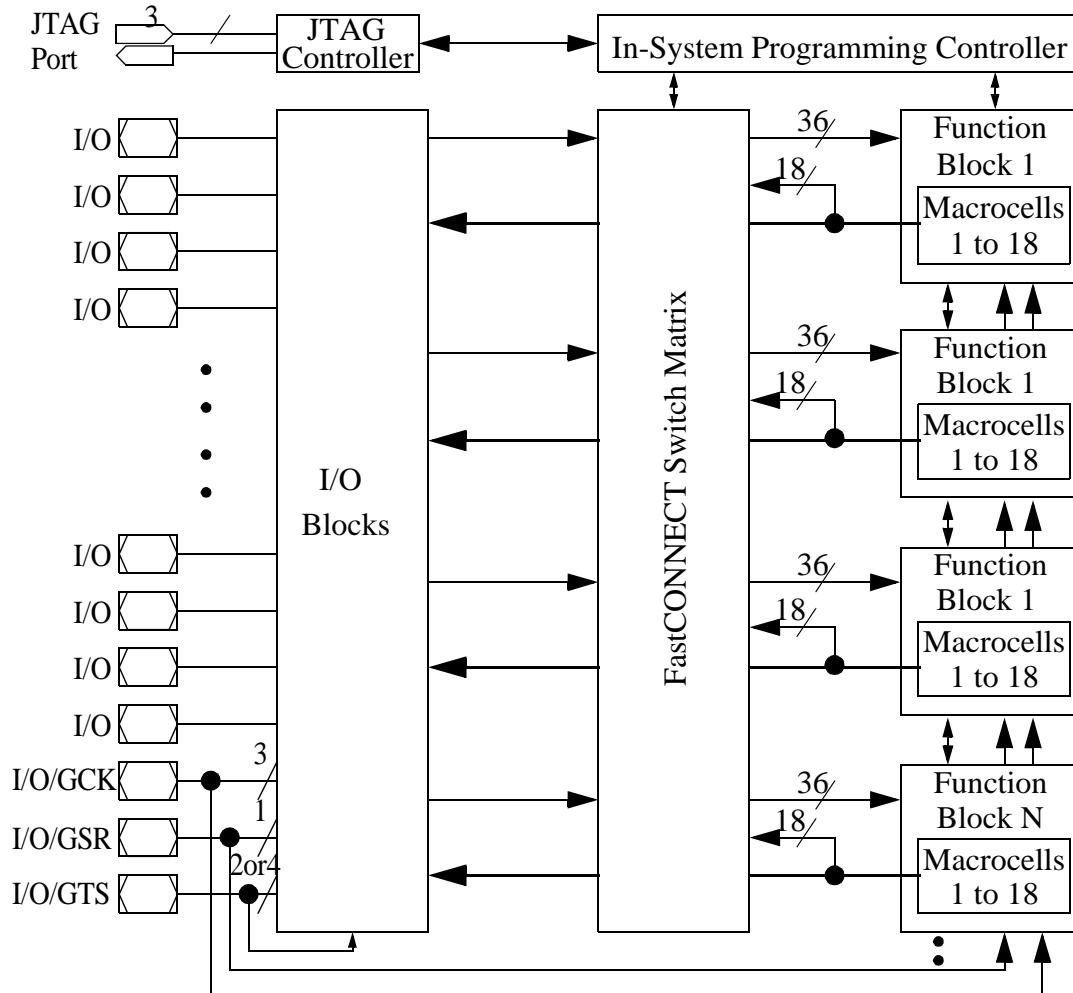 JTAG
Port
3
JTAG
Controller
In-System Programming Controller
I/O
I/O
I/O
I/O
I/O
I/O
I/O
I/O
I/O/GCK
I/O/GSR
I/O/GTS
3
1
2or4
I/O
Blocks
FastCONNECT Switch Matrix
36
18
Function
Block 1
Macrocells
1 to 18
36
18
Function
Block 1
Macrocells
1 to 18
36
18
Function
Block 1
Macrocells
1 to 18
36
18
Function
Block N
Macrocells
1 to 18